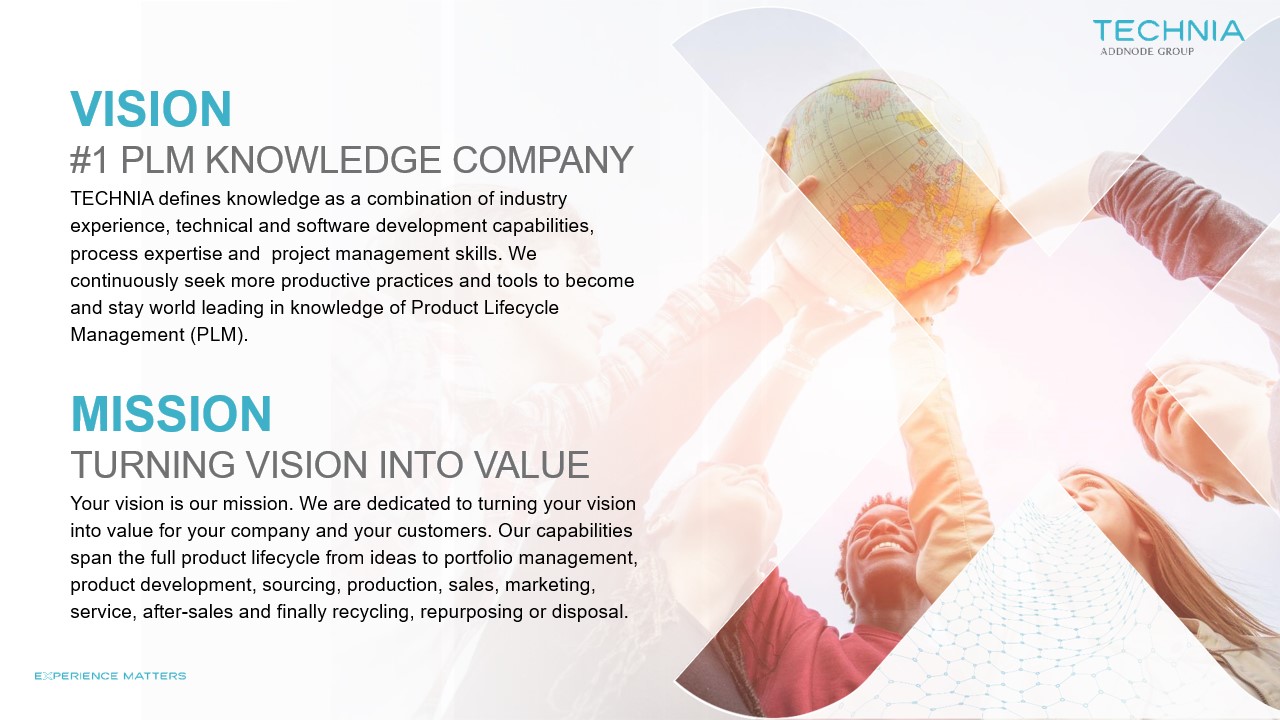 TECHNIA
ADDNODE GROUP
VISION
#1 PLM KNOWLEDGE COMPANY
TECHNIA defines knowledge as a combination of industry
experience, technical and software development capabilities,
process expertise and  project management skills. We
continuously seek more productive practices and tools to become
and stay world leading in knowledge of Product Lifecycle
Management (PLM).
MISSION
TURNING VISION INTO VALUE
Your vision is our mission. We are dedicated to turning your vision
into value for your company and your customers. Our capabilities
span the full product lifecycle from ideas to portfolio management,
product development, sourcing, production, sales, marketing,
service, after-sales and finally recycling, repurposing or disposal.
EXPERIENCE MATTERS